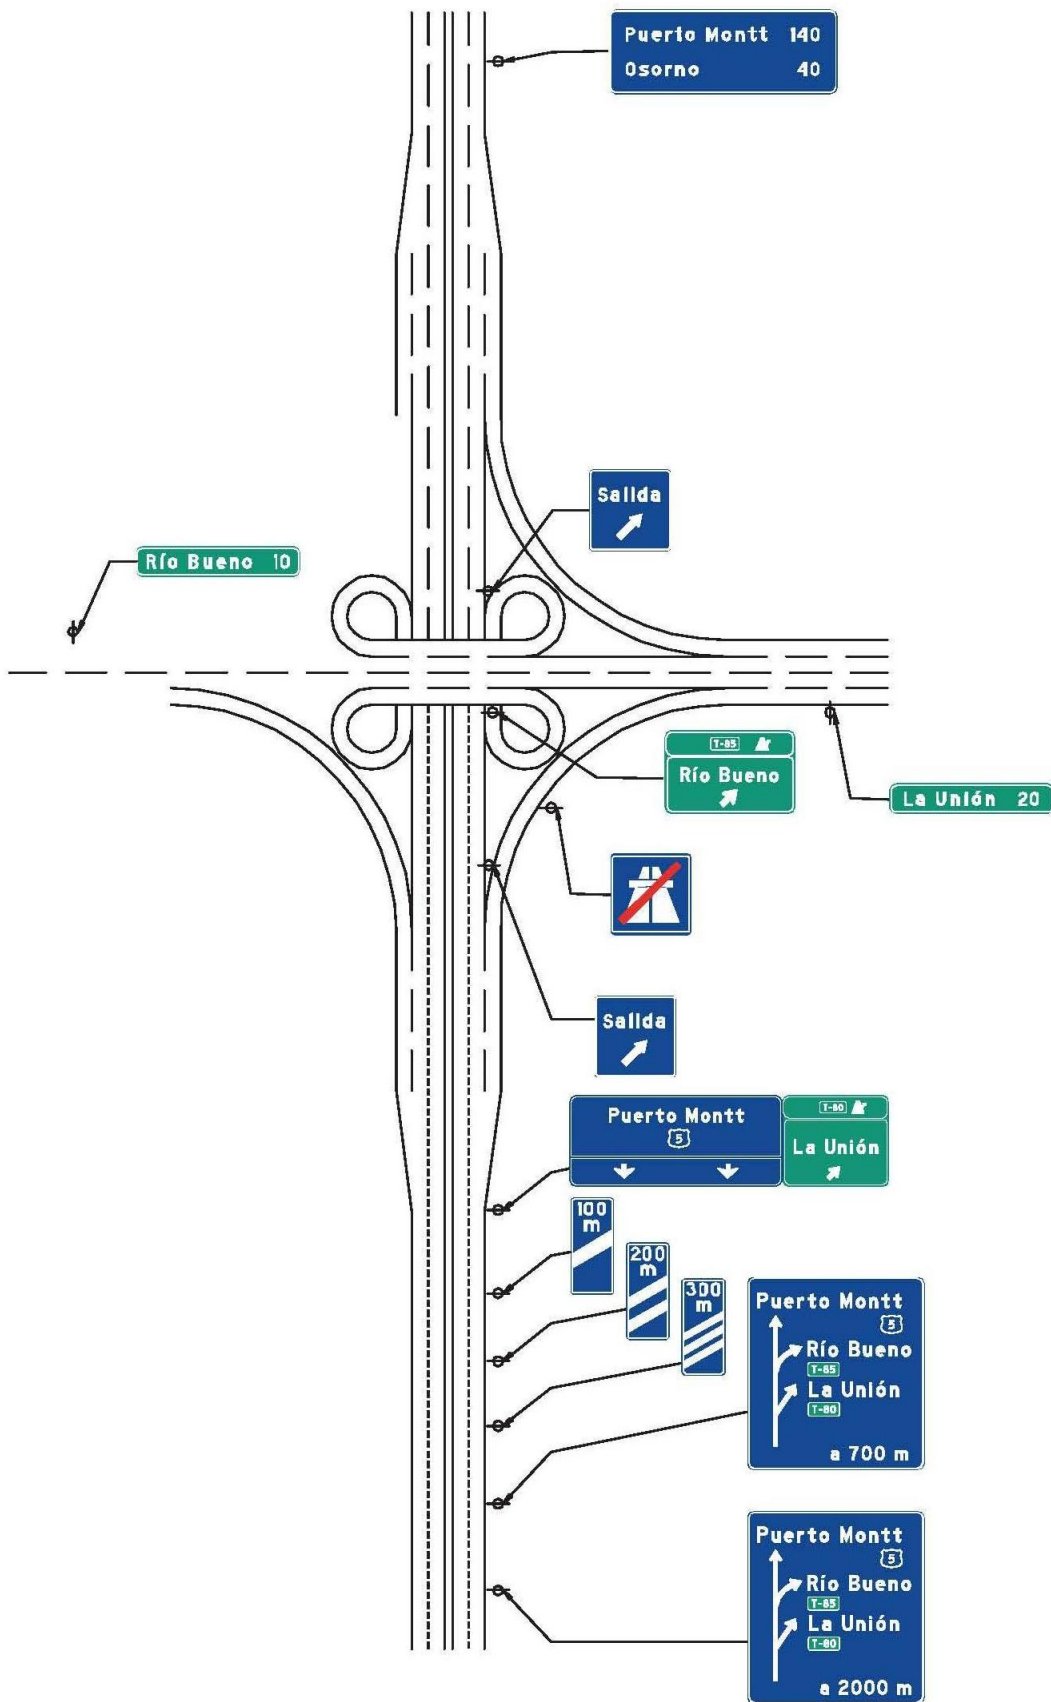 Puerto Montt 140
Osorno 40
Salida
Río Bueno 10
T-85
Río Bueno
La Unión 20
Salida
Puerto Montt
5
T-80
La Unión
100
m
200
m
300
m
Puerto Montt
5
Río Bueno
T-85
La Unión
T-80
a 700 m
Puerto Montt
5
Río Bueno
T-85
La Unión
T-80
a 2000 m